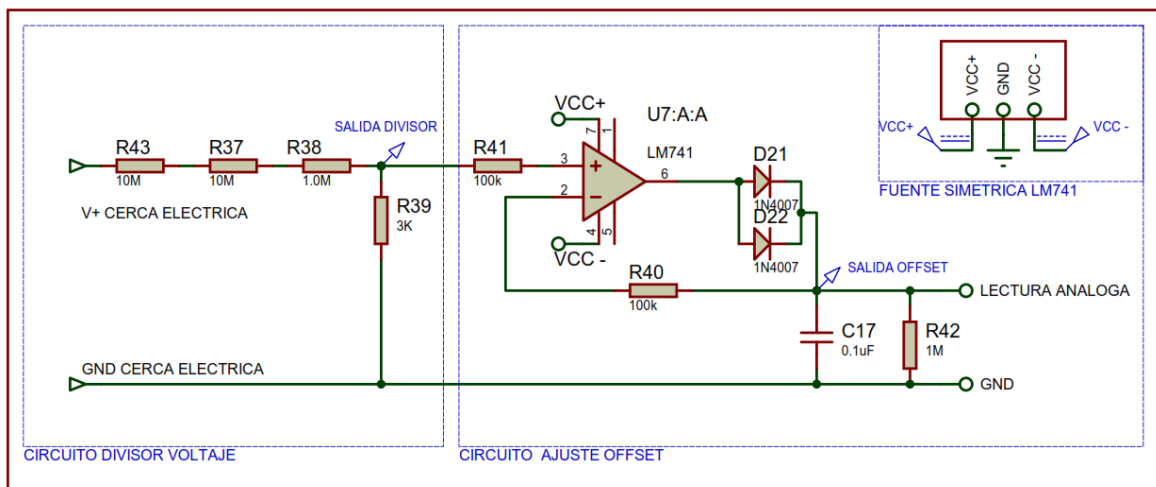 VCC+
GND
VCC -
VCC+
VCC -
FUENTE SIMETRICA LM741
R43
10M
R37
10M
R38
1.0M
SALIDA DIVISOR
R39
3K
V+ CERCA ELECTRICA
GND CERCA ELECTRICA
CIRCUITO DIVISOR VOLTAJE
R41
100k
VCC+
7
1
U7:A:A
LM741
3
2
6
4
5
VCC -
D21
1N4007
D22
1N4007
R40
100k
SALIDA OFFSET
LECTURA ANALOGA
C17
0.1uF
R42
1M
GND
CIRCUITO AJUSTE OFFSET